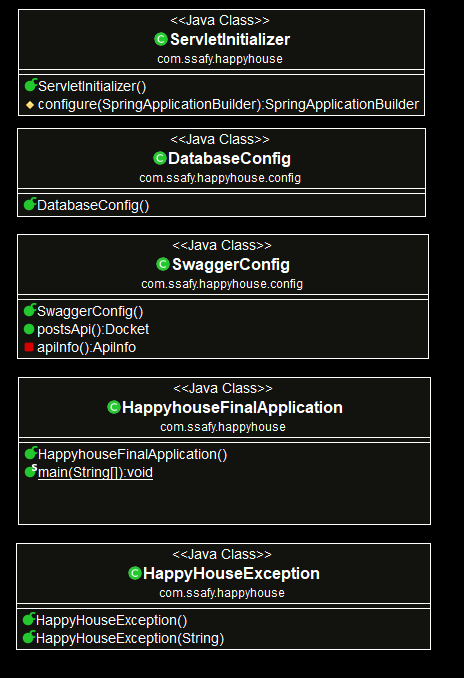 <<Java Class>>
ServletInitializer
com.ssafy.happyhouse
ServletInitializer()
configure(SpringApplicationBuilder):SpringApplicationBuilder
<<Java Class>>
DatabaseConfig
com.ssafy.happyhouse.config
DatabaseConfig()
<<Java Class>>
SwaggerConfig
com.ssafy.happyhouse.config
SwaggerConfig()
postsApi():Docket
apiInfo():ApiInfo
<<Java Class>>
HappyhouseFinalApplication
com.ssafy.happyhouse
HappyhouseFinalApplication()
main(String[]):void
<<Java Class>>
HappyHouseException
com.ssafy.happyhouse
HappyHouseException()
HappyHouseException(String)